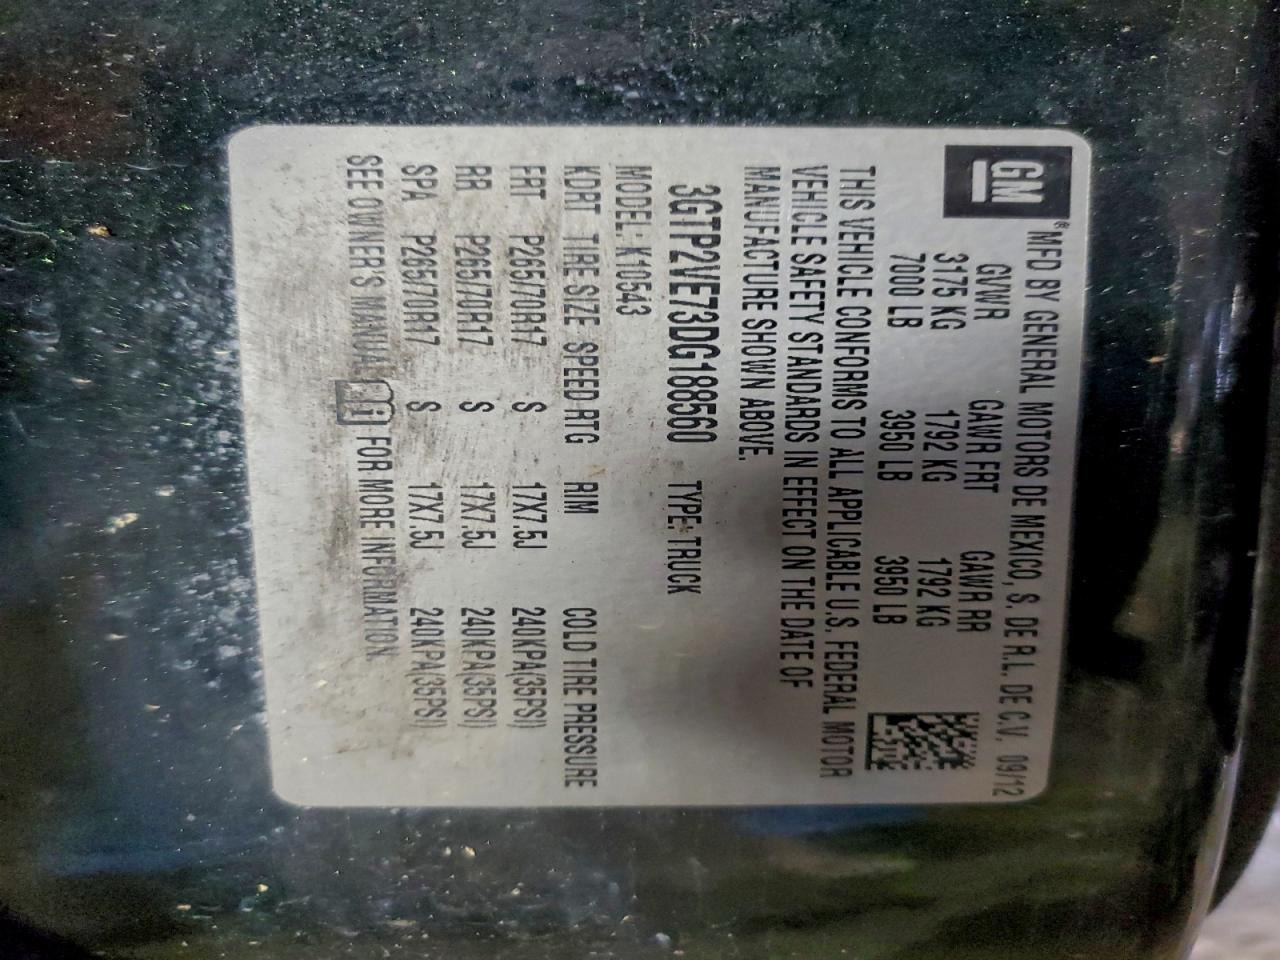 GM
®MFD BY GENERAL MOTORS DE MEXICO, S. DE R.L. DE C.V. 09/12
GVWR GAWR FRT GAWR RR
3175 KG 1792 KG 1792 KG
7000 LB 3950 LB 3950 LB
THIS VEHICLE CONFORMS TO ALL APPLICABLE U.S. FEDERAL MOTOR
VEHICLE SAFETY STANDARDS IN EFFECT ON THE DATE OF
MANUFACTURE SHOWN ABOVE.
3GTP2VE73DG188560 TYPE: TRUCK
MODEL: K10543
KDRT TIRE SIZE SPEED RTG RIM COLD TIRE PRESSURE
FRT P265/70R17 S 17X7.5J 240KPA(35PSI)
RR P265/70R17 S 17X7.5J 240KPA(35PSI)
SPA P265/70R17 S 17X7.5J 240KPA(35PSI)
SEE OWNER'S MANUAL FOR MORE INFORMATION.